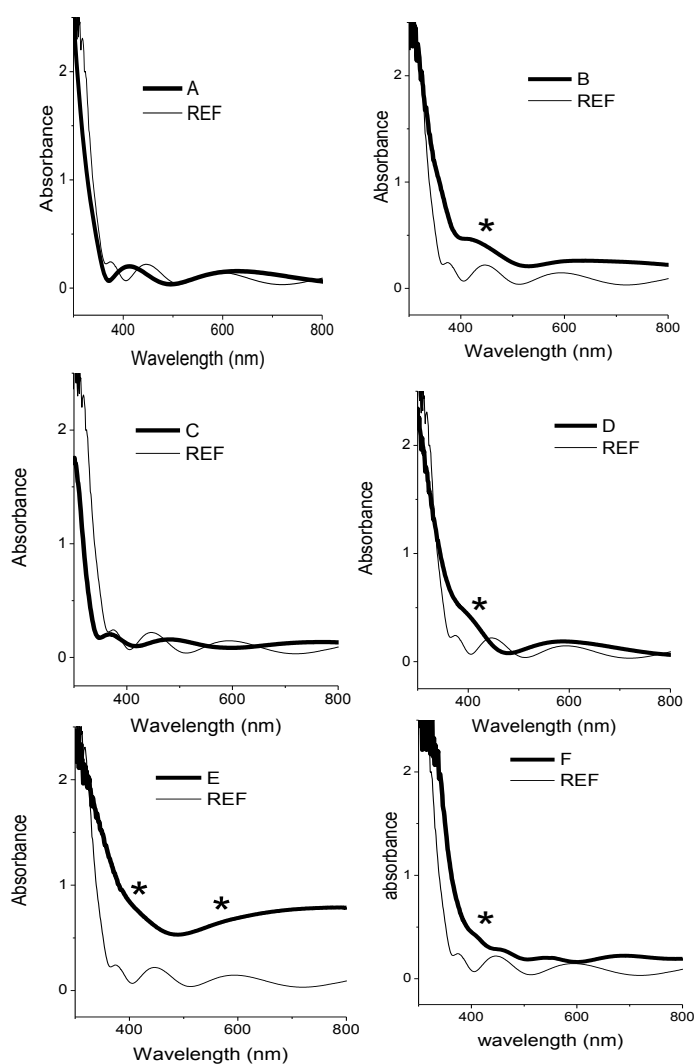 2
1
0
Absorbance
A
REF
400
600
800
Wavelength (nm)
2
1
0
Absorbance
B
REF
*
400
600
800
Wavelength (nm)
2
1
0
Absorbance
C
REF
400
600
800
Wavelength (nm)
2
1
0
Absorbance
D
REF
*
400
600
800
Wavelength (nm)
2
1
0
Absorbance
E
REF
*
*
400
600
800
Wavelength (nm)
2
1
0
absorbance
F
REF
*
400
600
800
wavelength (nm)